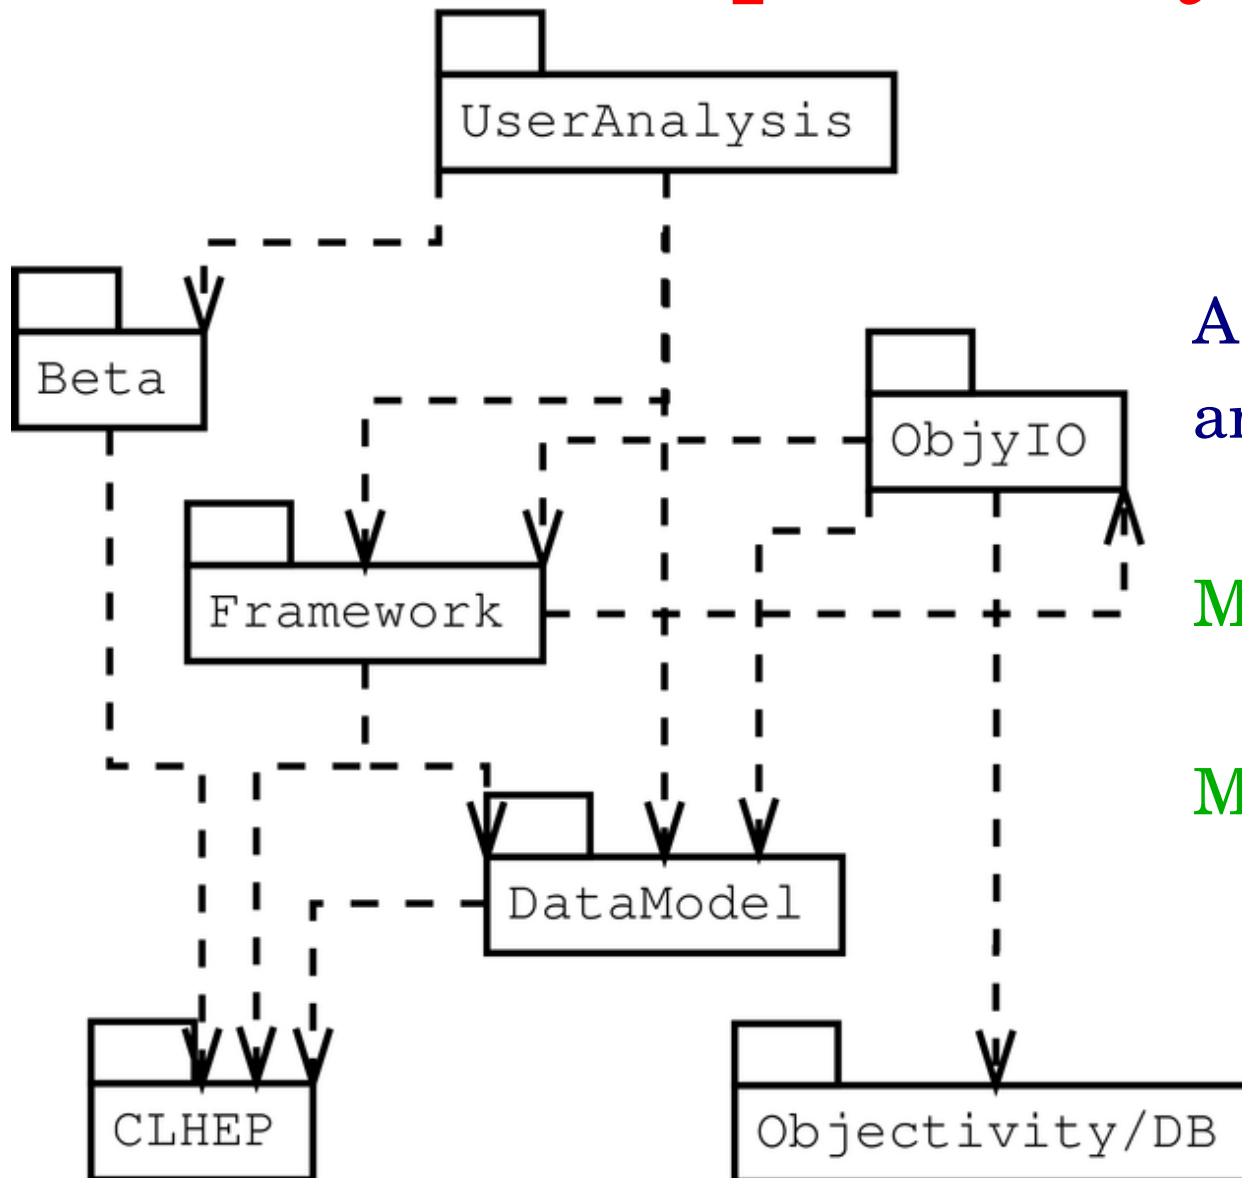 UserAnalysis
Beta
ObjyIO
Framework
DataModel
CLHEP
Objectivity/DB